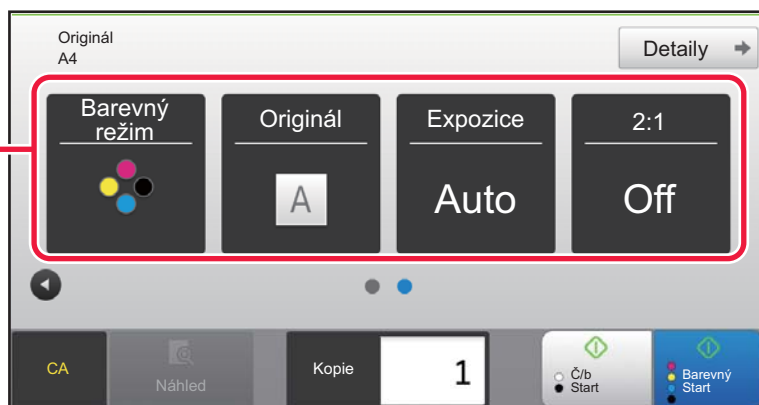 Originál
A4
Detaily
Barevný
režim
Originál
Expozice
2:1
A
Auto
Off
CA
Náhled
Kopie
1
Č/b
Start
Barevný
Start